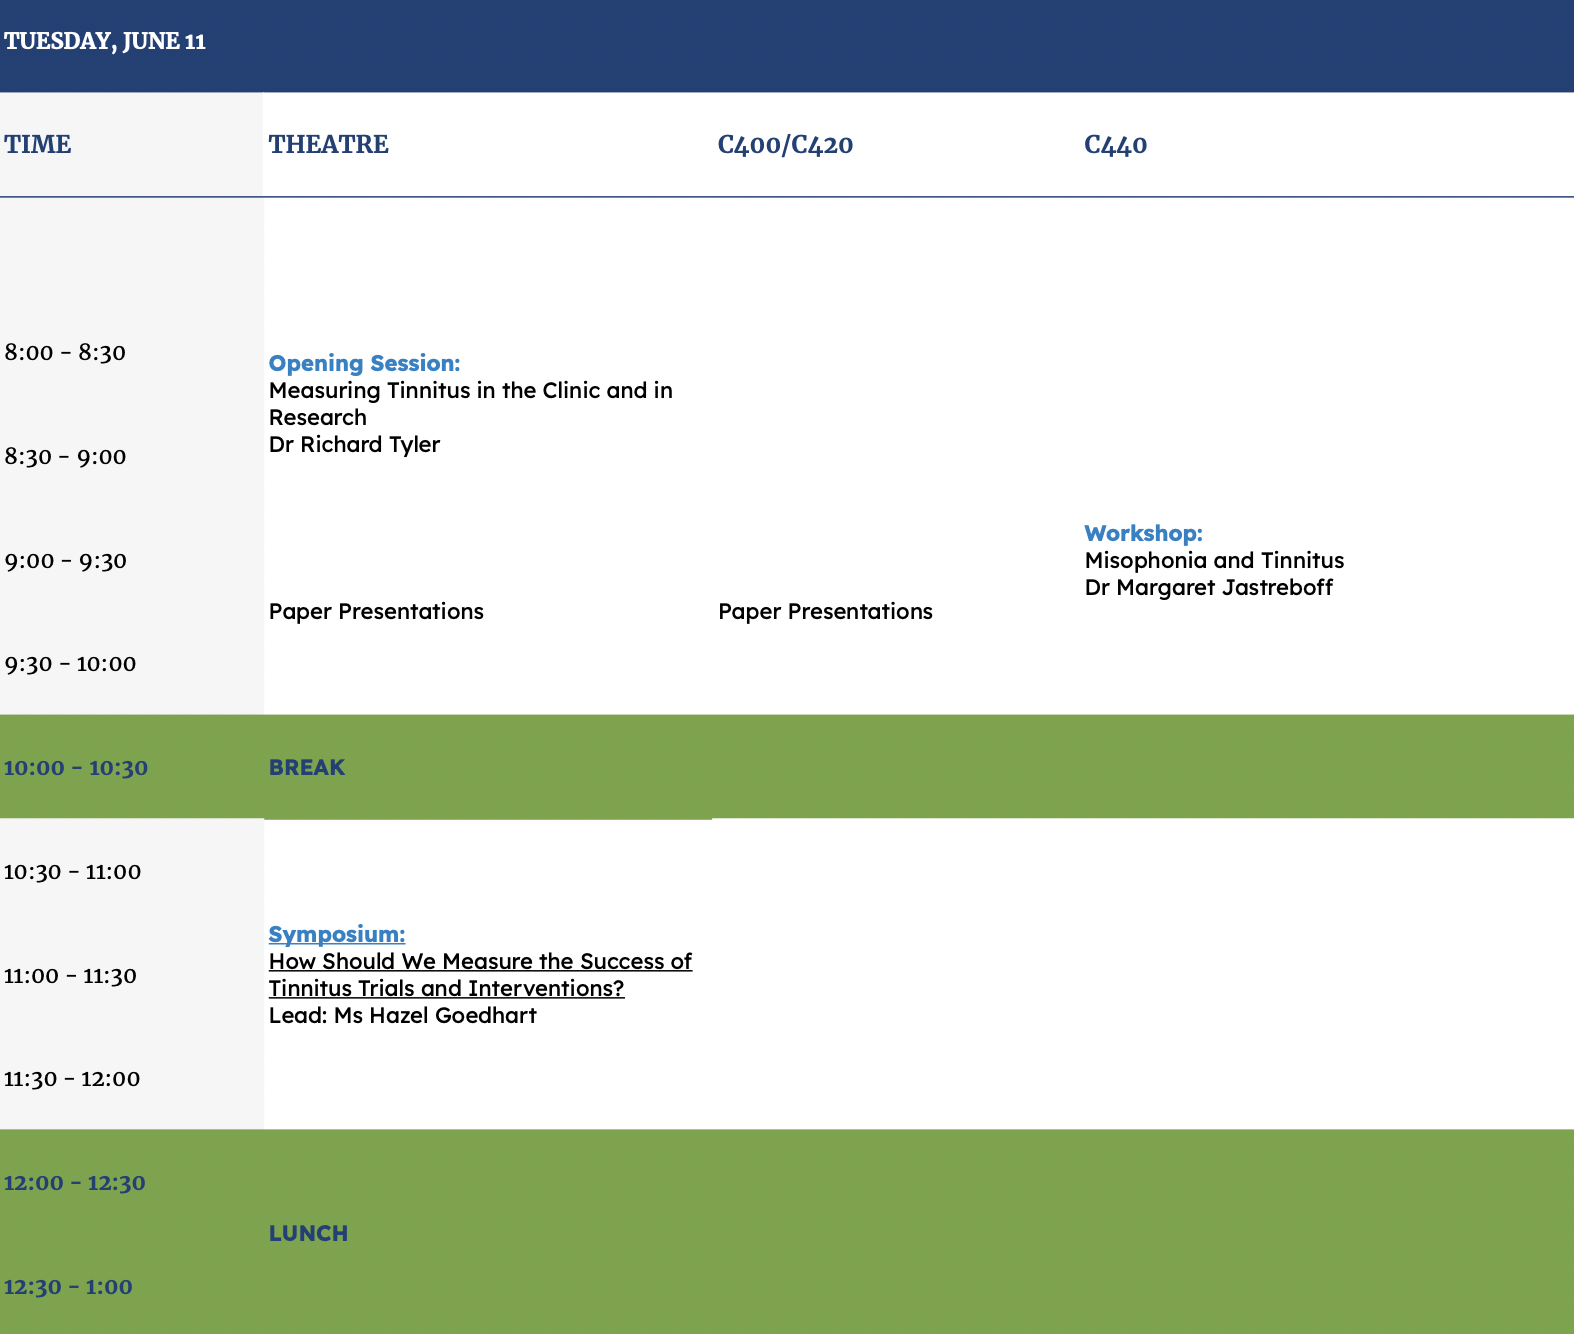 TUESDAY, JUNE 11
TIME THEATRE C400/C420 C440
8:00 – 8:30
Opening Session:
Measuring Tinnitus in the Clinic and in
Research
Dr Richard Tyler
8:30 – 9:00
Workshop:
9:00 – 9:30
Misophonia and Tinnitus
Dr Margaret Jastreboff
Paper Presentations Paper Presentations
9:30 – 10:00
10:00 – 10:30 BREAK
10:30 – 11:00
Symposium:
How Should We Measure the Success of
11:00 – 11:30
Tinnitus Trials and Interventions?
Lead: Ms Hazel Goedhart
11:30 – 12:00
12:00 – 12:30
LUNCH
12:30 – 1:00